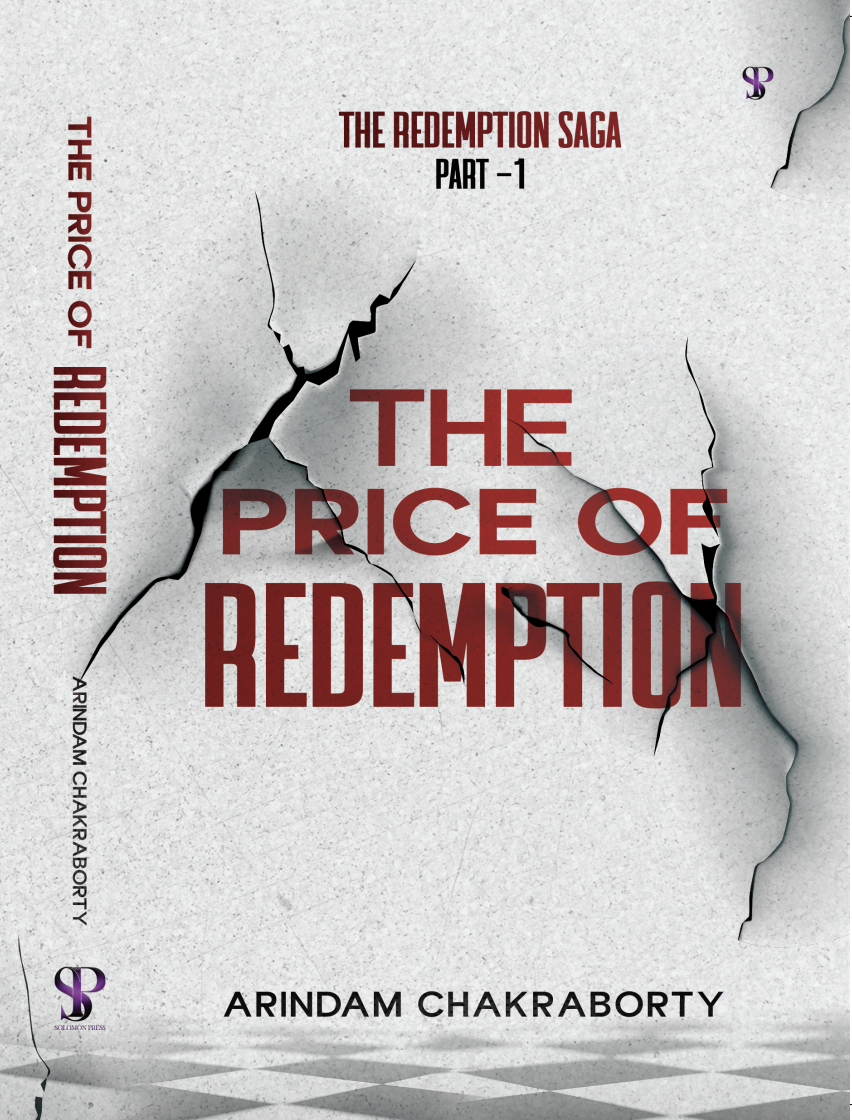 THE PRICE OF REDEMPTION
ARINDAM CHAKRABORTY
SP
SOLOMON PRESS
SP
THE REDEMPTION SAGA
PART –1
THE
PRICE OF
REDEMPTION
ARINDAM CHAKRABORTY